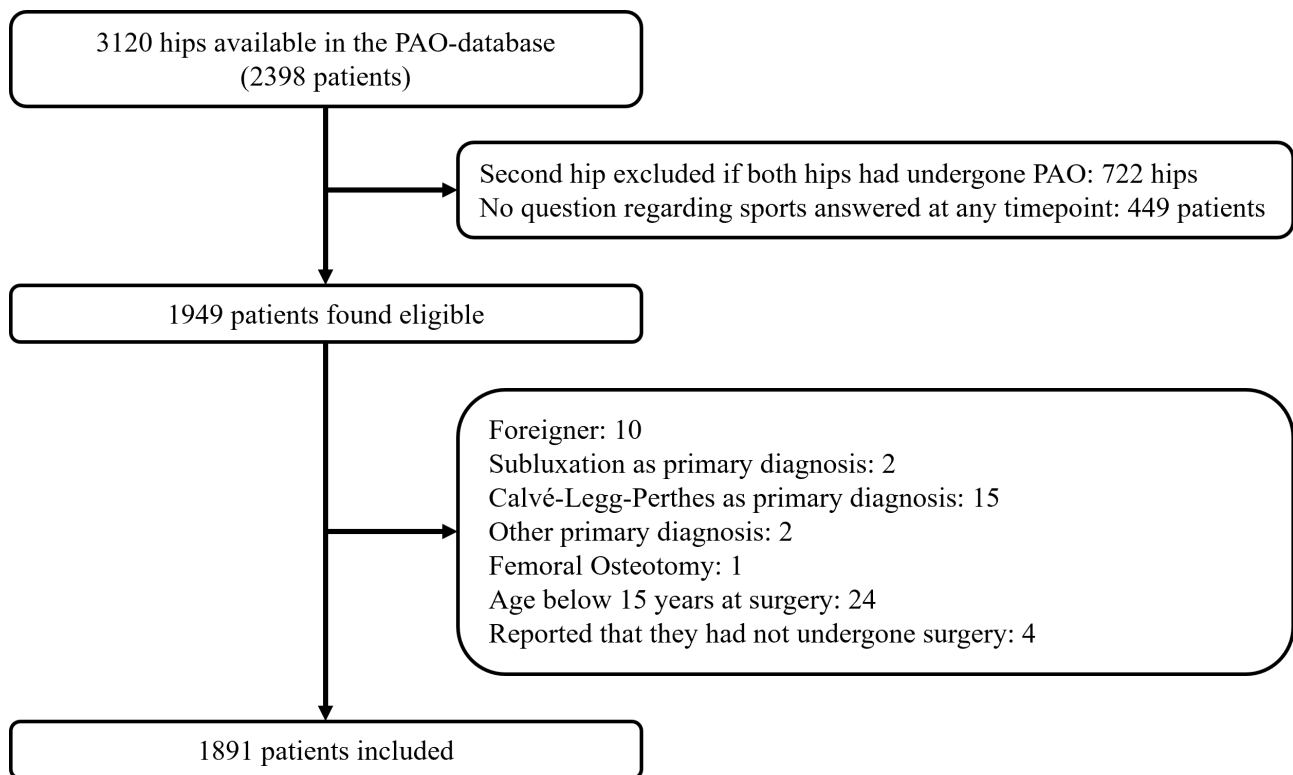 3120 hips available in the PAO-database
(2398 patients)
Second hip excluded if both hips had undergone PAO: 722 hips
No question regarding sports answered at any timepoint: 449 patients
1949 patients found eligible
Foreigner: 10
Subluxation as primary diagnosis: 2
Calvé-Legg-Perthes as primary diagnosis: 15
Other primary diagnosis: 2
Femoral Osteotomy: 1
Age below 15 years at surgery: 24
Reported that they had not undergone surgery: 4
1891 patients included